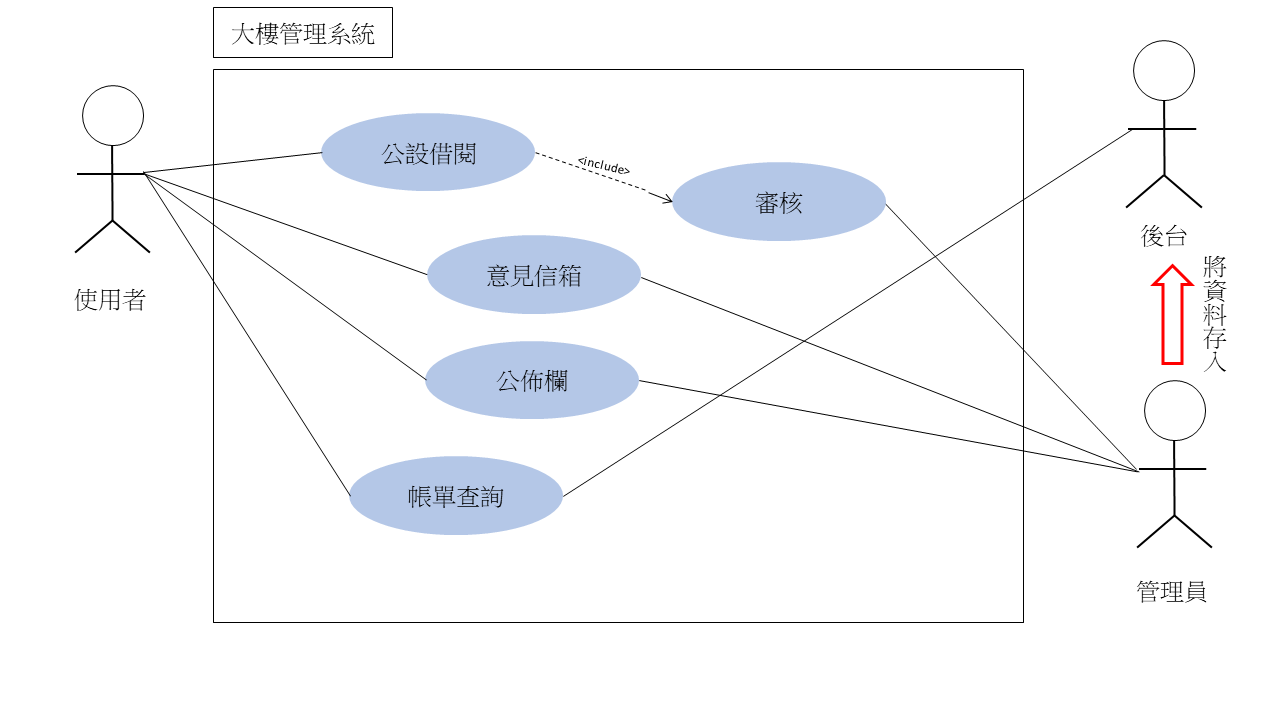 大樓管理系統
公設借閱
<include>
審核
意見信箱
公佈欄
帳單查詢
使用者
後台
將資料存入
管理員